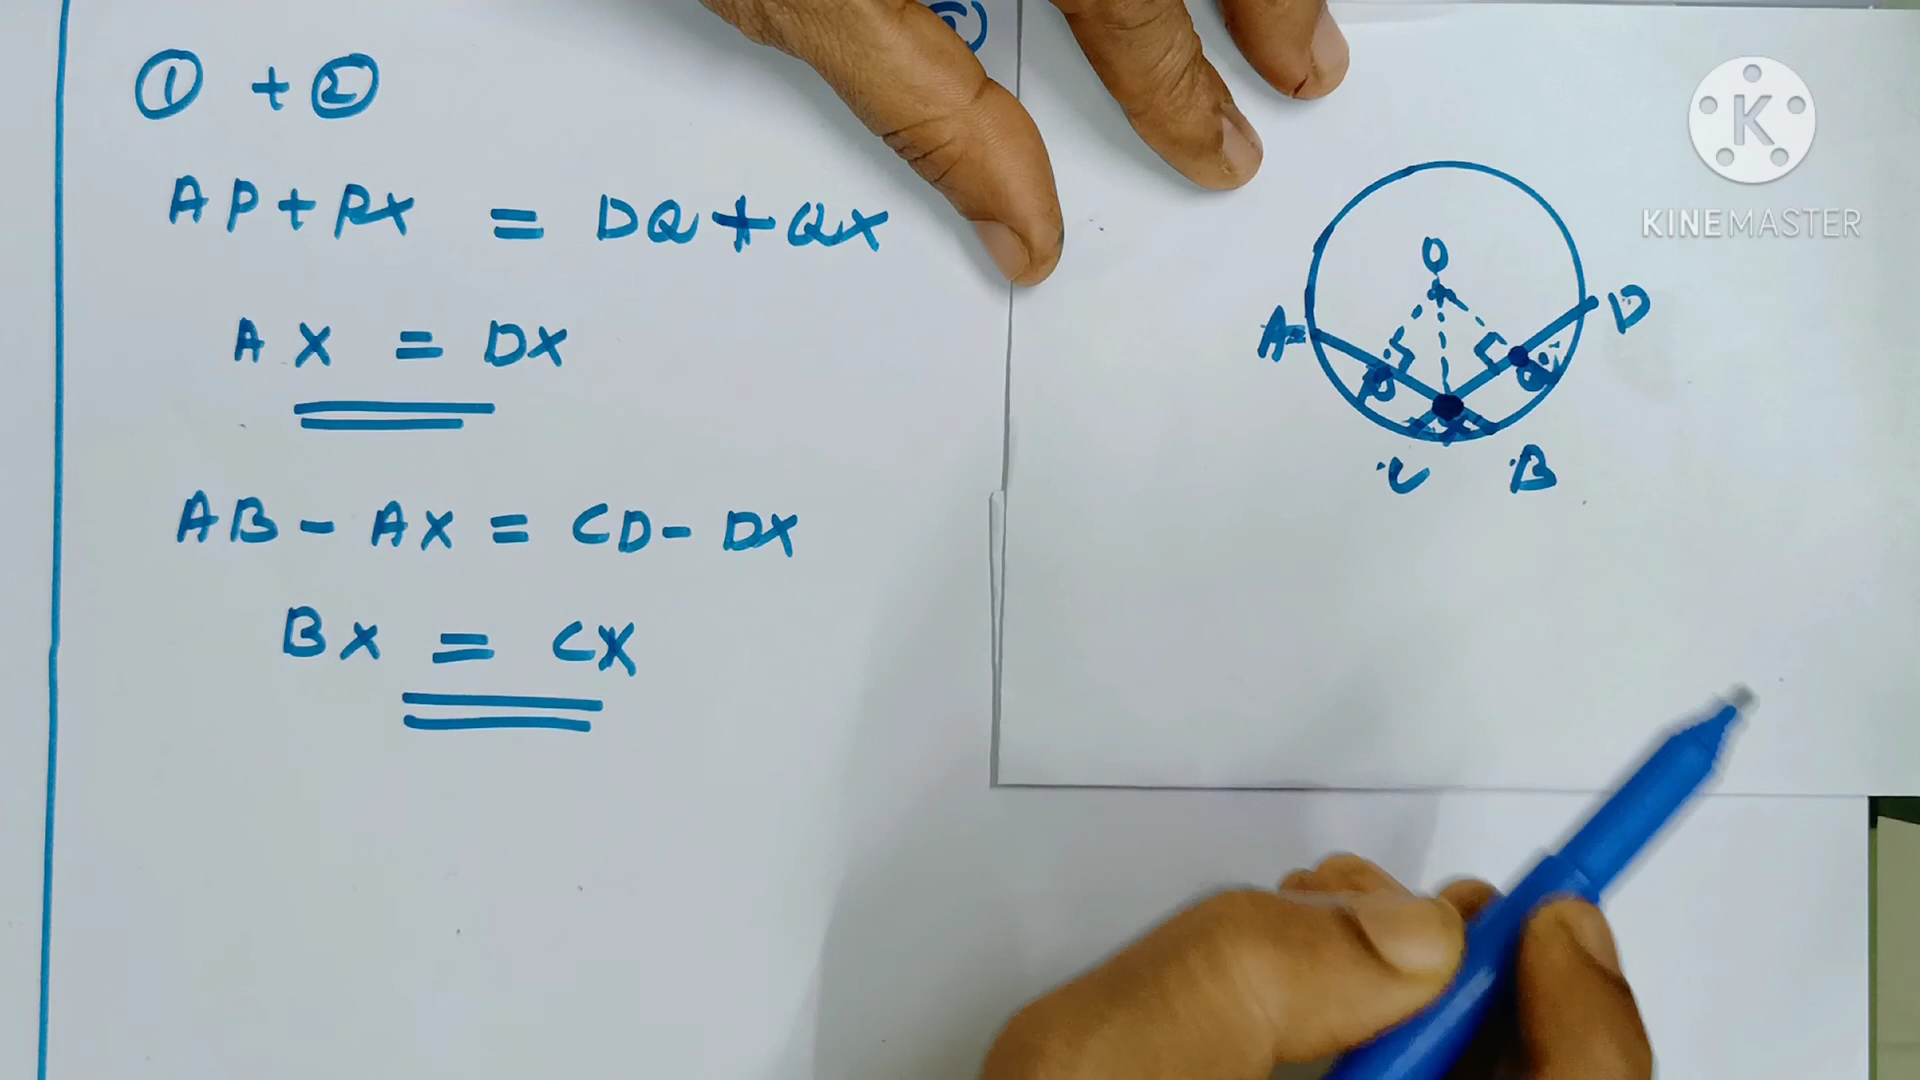 ① + ②
AP + PX = DQ + QX
AX = DX
AB - AX = CD - DX
BX = CX
K
KINEMASTER
O
A
D
P
Q
X
C
B